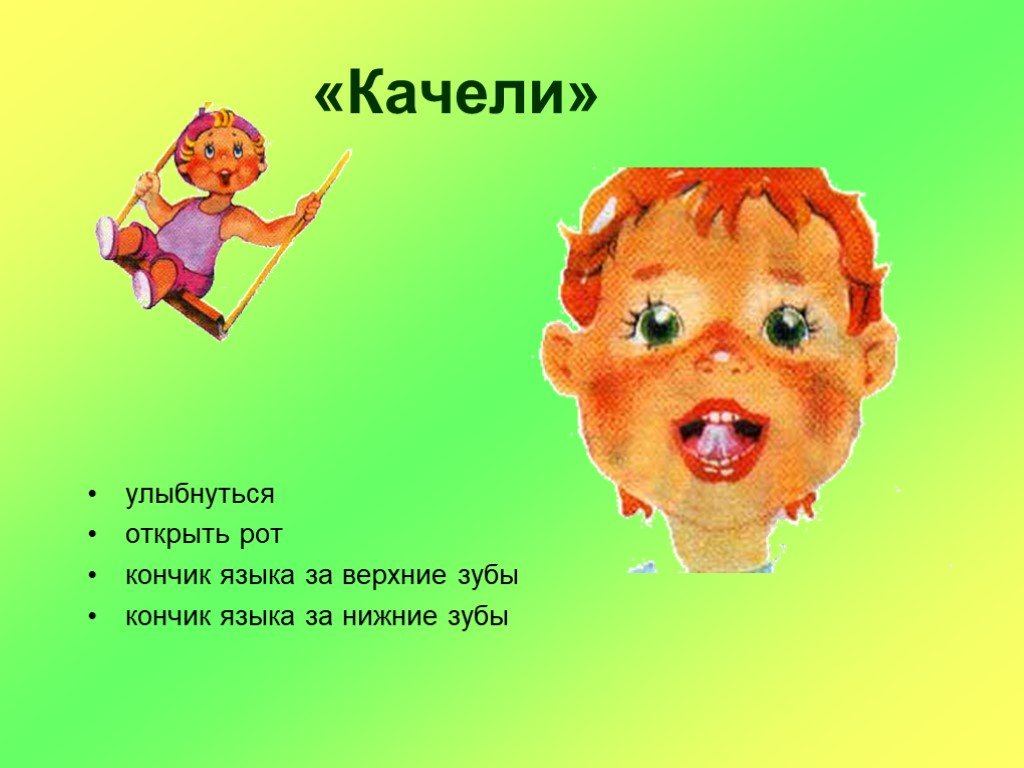 «Качели»
• улыбнуться
• открыть рот
• кончик языка за верхние зубы
• кончик языка за нижние зубы